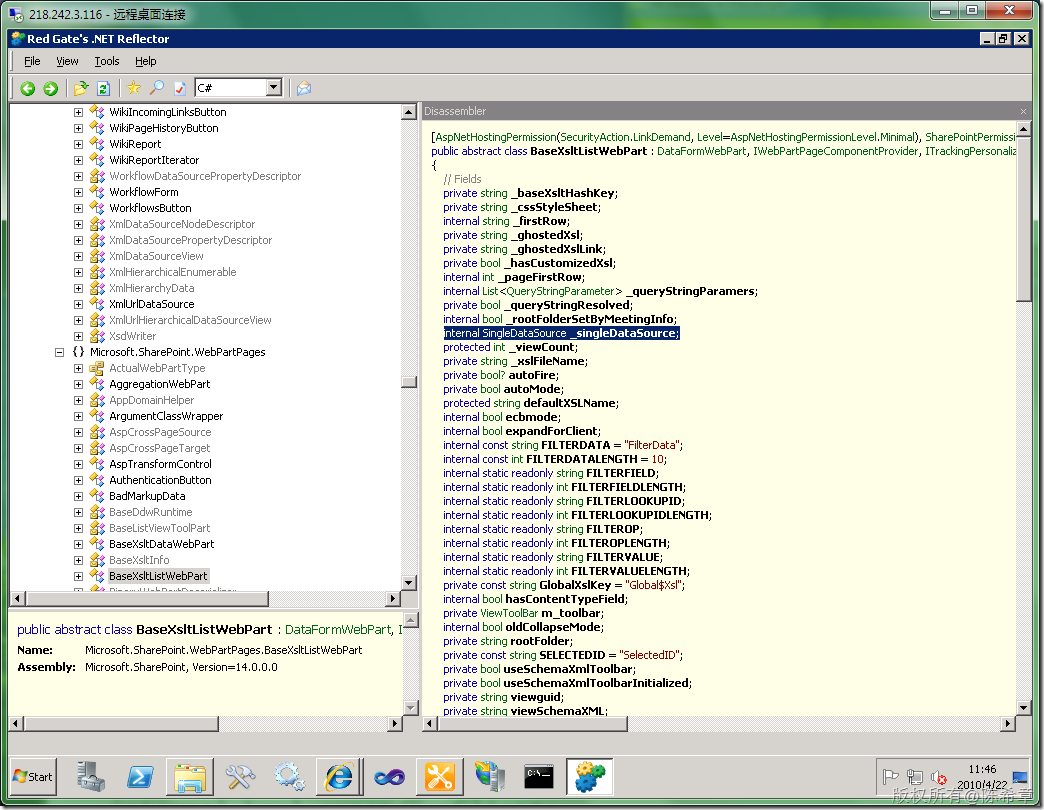 218.242.3.116 - 远程桌面连接
Red Gate's .NET Reflector
File View Tools Help
C#
WikiIncomingLinksButton
WikiPageHistoryButton
WikiReport
WikiReportIterator
WorkflowDataSourcePropertyDescriptor
WorkflowForm
WorkflowsButton
XmlDataSourceNodeDescriptor
XmlDataSourcePropertyDescriptor
XmlDataSourceView
XmlHierarchicalEnumerable
XmlHierarchyData
XmlUrlDataSource
XmlUrlHierarchicalDataSourceView
XsdWriter
{} Microsoft.SharePoint.WebPartPages
ActualWebPartType
AggregationWebPart
AppDomainHelper
ArgumentClassWrapper
AspCrossPageSource
AspCrossPageTarget
AspTransformControl
AuthenticationButton
BadMarkupData
BaseDdwRuntime
BaseListViewToolPart
BaseXsltDataWebPart
BaseXsltInfo
BaseXsltListWebPart
public abstract class BaseXsltListWebPart : DataFormWebPart, I
Name: Microsoft.SharePoint.WebPartPages.BaseXsltListWebPart
Assembly: Microsoft.SharePoint, Version=14.0.0.0
Disassembler
[AspNetHostingPermission(SecurityAction.LinkDemand, Level=AspNetHostingPermissionLevel.Minimal), SharePointPermissi
public abstract class BaseXsltListWebPart : DataFormWebPart, IWebPartPageComponentProvider, ITrackingPersonaliz
{
// Fields
private string _baseXsltHashKey;
private string _cssStyleSheet;
internal string _firstRow;
private string _ghostedXsl;
private string _ghostedXslLink;
private bool _hasCustomizedXsl;
internal int _pageFirstRow;
internal List<QueryStringParameter> _queryStringParamers;
private bool _queryStringResolved;
internal bool _rootFolderSetByMeetingInfo;
internal SingleDataSource _singleDataSource;
protected int _viewCount;
private string _xslFileName;
private bool? autoFire;
private bool autoMode;
protected string defaultXSLName;
internal bool ecbmode;
internal bool expandForClient;
internal const string FILTERDATA = "FilterData";
internal const int FILTERDATALENGTH = 10;
internal static readonly string FILTERFIELD;
internal static readonly int FILTERFIELDLENGTH;
internal static readonly string FILTERLOOKUPID;
internal static readonly int FILTERLOOKUPIDLENGTH;
internal static readonly string FILTEROP;
internal static readonly int FILTEROPLENGTH;
internal static readonly string FILTERVALUE;
internal static readonly int FILTERVALUELENGTH;
private const string GlobalXslKey = "Global$Xsl";
internal bool hasContentTypeField;
private ViewToolBar m_toolbar;
internal bool oldCollapseMode;
private string rootFolder;
private const string SELECTEDID = "SelectedID";
private bool useSchemaXmlToolbar;
private bool useSchemaXmlToolbarInitialized;
private string viewguid;
private string viewSchemaXML;
Start
C:\
11:46
2010/4/22
版权所有@陈希章